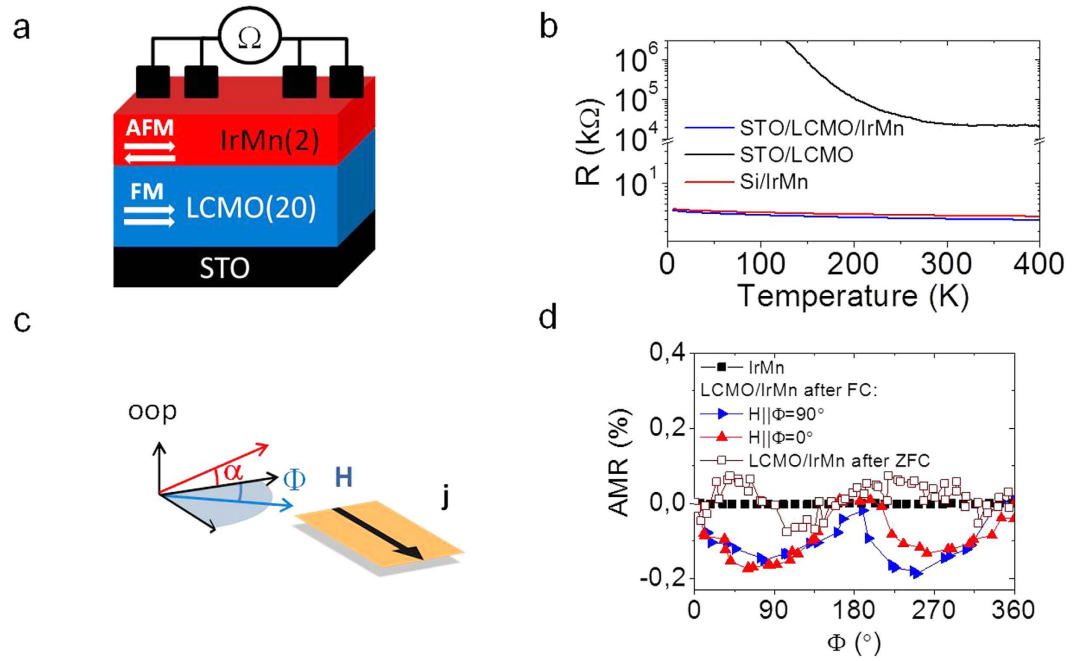 a
Ω
AFM
IrMn(2)
FM
LCMO(20)
STO
b
R (kΩ)
10⁶
10⁵
10⁴
10¹
STO/LCMO/IrMn
STO/LCMO
Si/IrMn
0 100 200 300 400
Temperature (K)
c
oop
α
Φ
H
j
d
AMR (%)
0,4
0,2
0,0
-0,2
IrMn
LCMO/IrMn after FC:
H||Φ=90°
H||Φ=0°
LCMO/IrMn after ZFC
0 90 180 270 360
Φ (°)